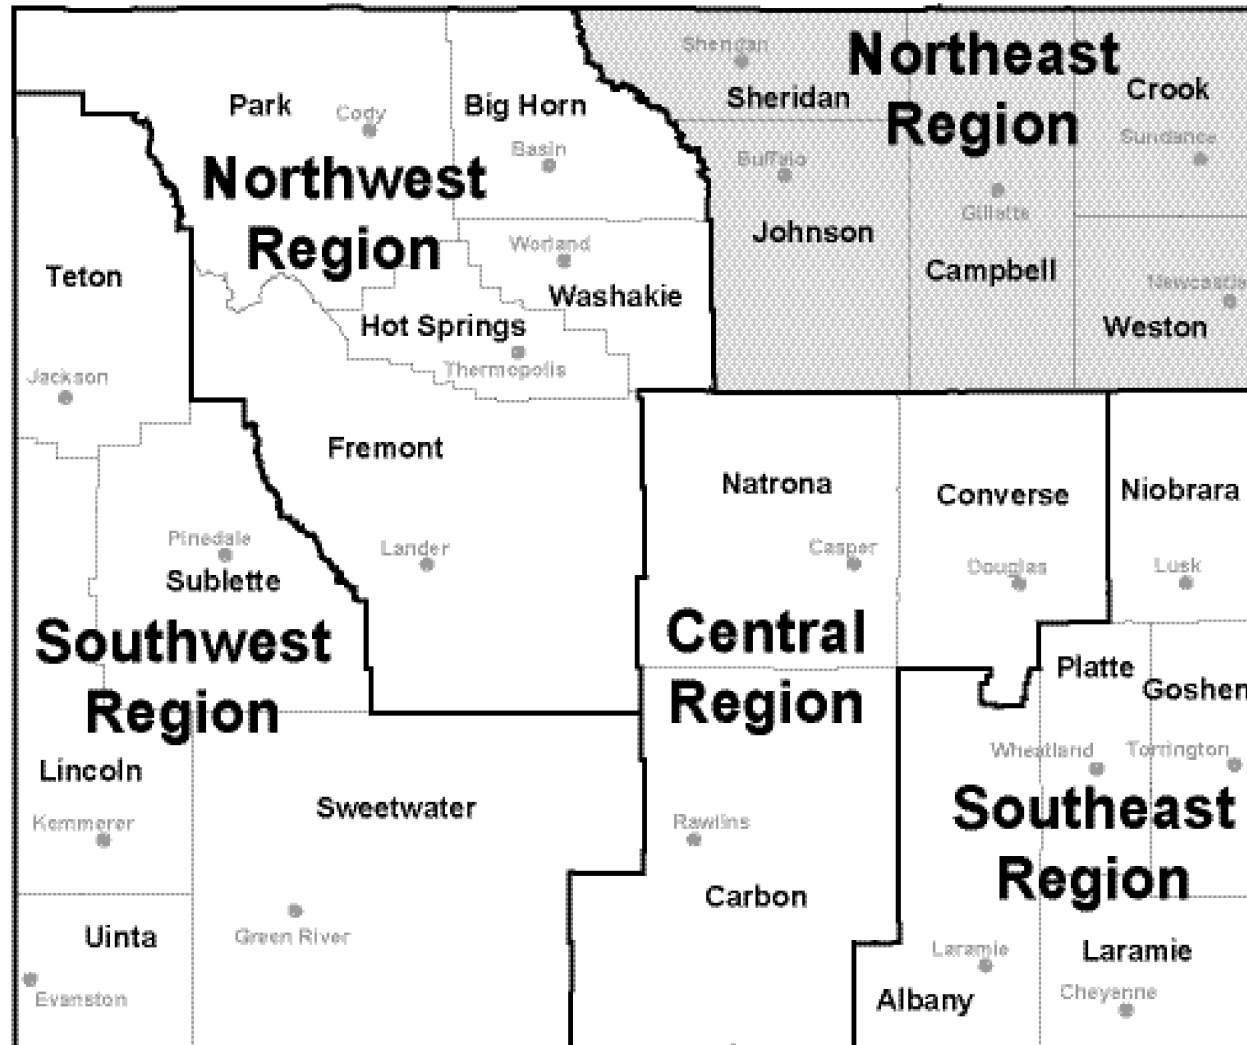 Sheridan
Northeast
Region
Sheridan
Crook
Park
Cody
Big Horn
Basin
Sundance
Buffalo
Northwest
Region
Gillette
Johnson
Worland
Teton
Campbell
Washakie
Newcastle
Hot Springs
Weston
Thermopolis
Jackson
Fremont
Natrona
Converse
Niobrara
Pinedale
Lander
Casper
Douglas
Lusk
Sublette
Southwest
Region
Central
Region
Platte
Goshen
Wheatland
Torrington
Lincoln
Sweetwater
Southeast
Region
Kemmerer
Rawlins
Carbon
Uinta
Green River
Laramie
Laramie
Evanston
Albany
Cheyenne